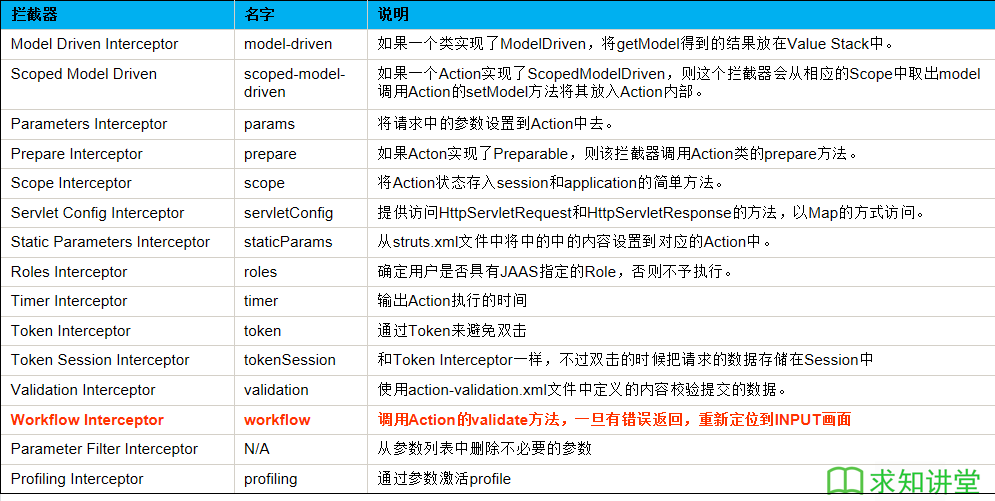 拦截器 名字 说明
Model Driven Interceptor model-driven 如果一个类实现了ModelDriven，将getModel得到的结果放在Value Stack中。
Scoped Model Driven scoped-model- 如果一个Action实现了ScopedModelDriven，则这个拦截器会从相应的Scope中取出model
driven 调用Action的setModel方法将其放入Action内部。
Parameters Interceptor params 将请求中的参数设置到Action中去。
Prepare Interceptor prepare 如果Acton实现了Preparable，则该拦截器调用Action类的prepare方法。
Scope Interceptor scope 将Action状态存入session和application的简单方法。
Servlet Config Interceptor servletConfig 提供访问HttpServletRequest和HttpServletResponse的方法，以Map的方式访问。
Static Parameters Interceptor staticParams 从struts.xml文件中将中的中的内容设置到对应的Action中。
Roles Interceptor roles 确定用户是否具有JAAS指定的Role，否则不予执行。
Timer Interceptor timer 输出Action执行的时间
Token Interceptor token 通过Token来避免双击
Token Session Interceptor tokenSession 和Token Interceptor一样，不过双击的时候把请求的数据存储在Session中
Validation Interceptor validation 使用action-validation.xml文件中定义的内容校验提交的数据。
Workflow Interceptor workflow 调用Action的validate方法，一旦有错误返回，重新定位到INPUT画面
Parameter Filter Interceptor N/A 从参数列表中删除不必要的参数
Profiling Interceptor profiling 通过参数激活profile
求知讲堂